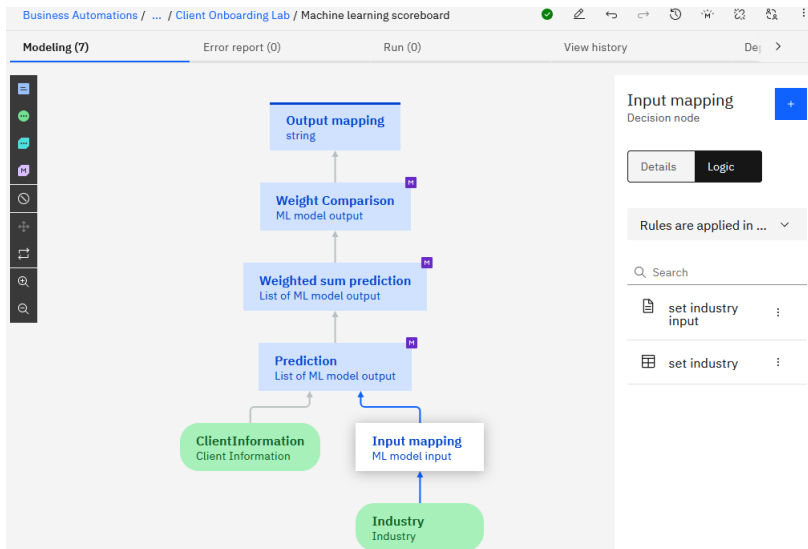 Business Automations / ... / Client Onboarding Lab / Machine learning scoreboard
Modeling (7)
Error report (0)
Run (0)
View history
De
Output mapping
string
M
Weight Comparison
ML model output
M
Weighted sum prediction
List of ML model output
M
Prediction
List of ML model output
ClientInformation
Client Information
Input mapping
ML model input
Industry
Industry
M
M
Input mapping
Decision node
+
Details
Logic
Rules are applied in ...
Search
set industry
input
set industry